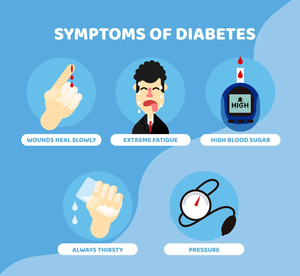 SYMPTOMS OF DIABETES
WOUNDS HEAL SLOWLY
EXTREME FATIGUE
HIGH BLOOD SUGAR
HIGH
ALWAYS THIRSTY
PRESSURE